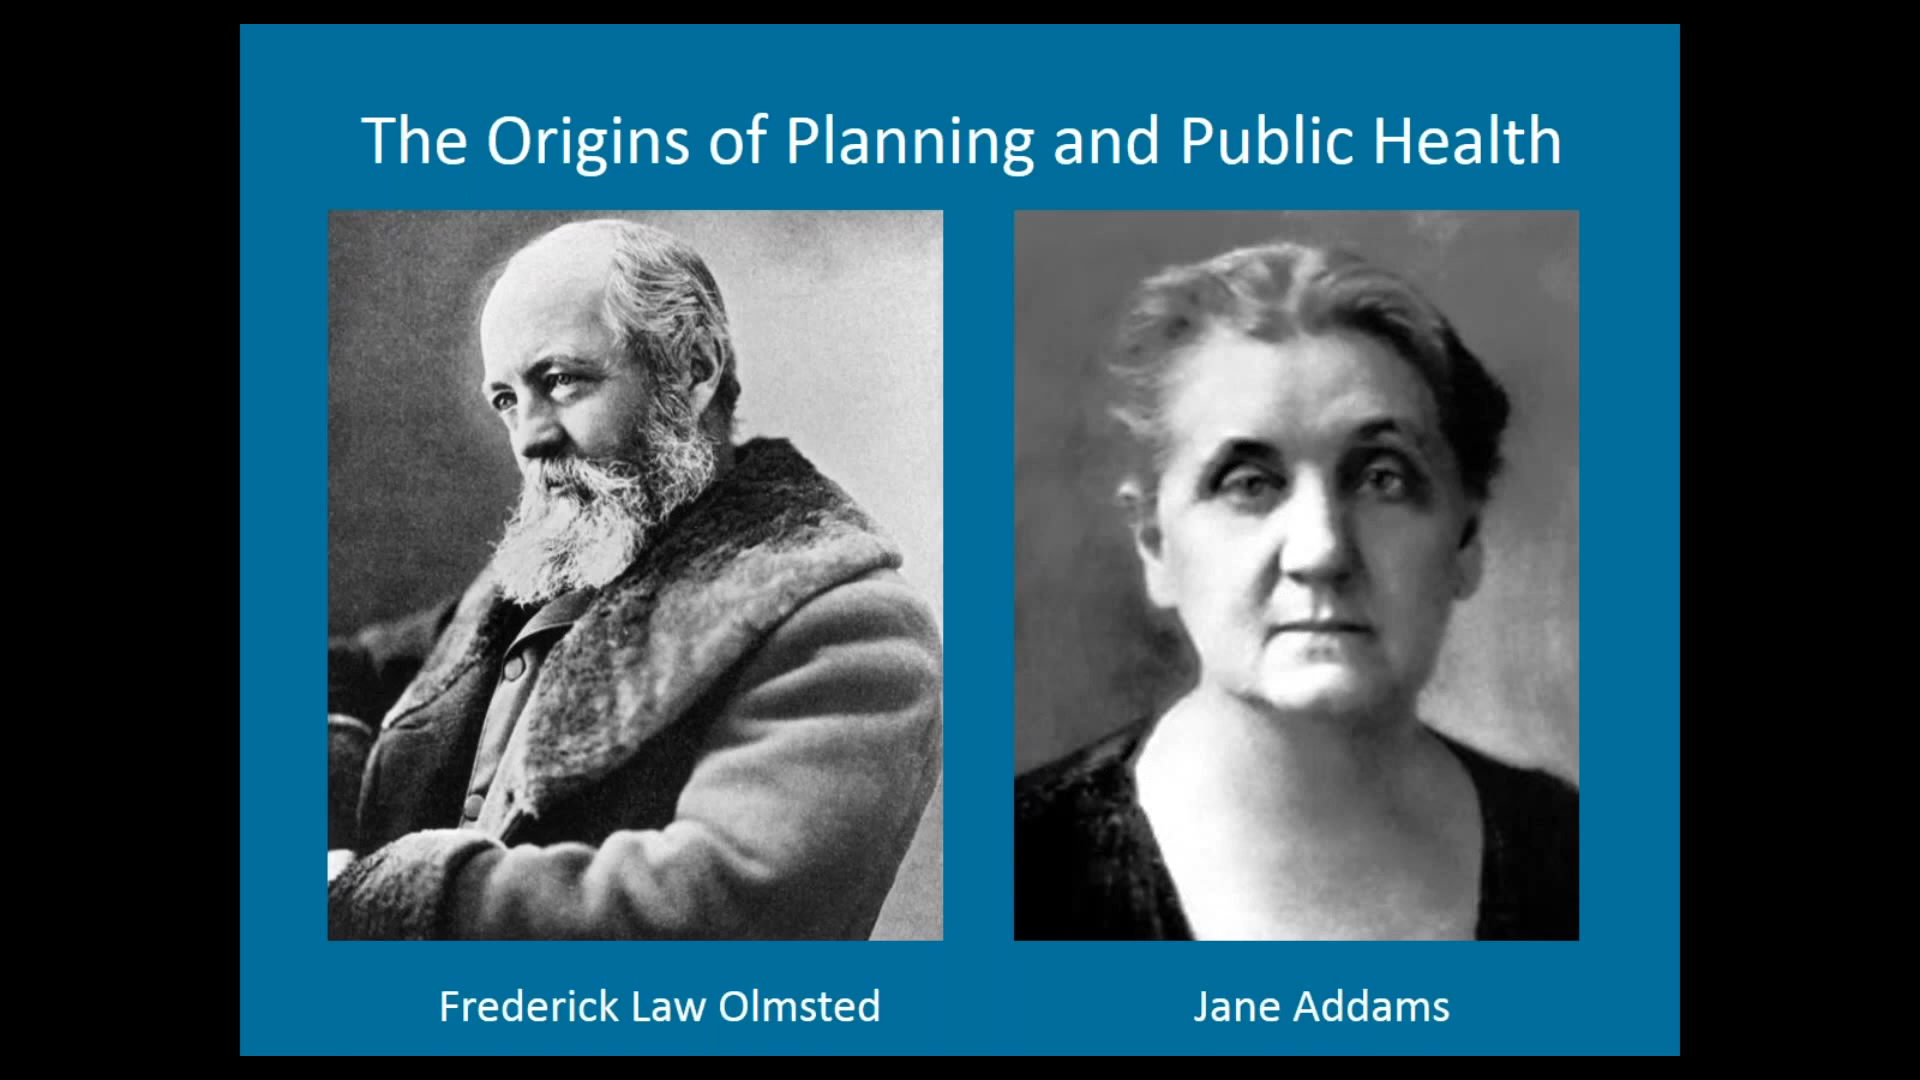 The Origins of Planning and Public Health
Frederick Law Olmsted
Jane Addams